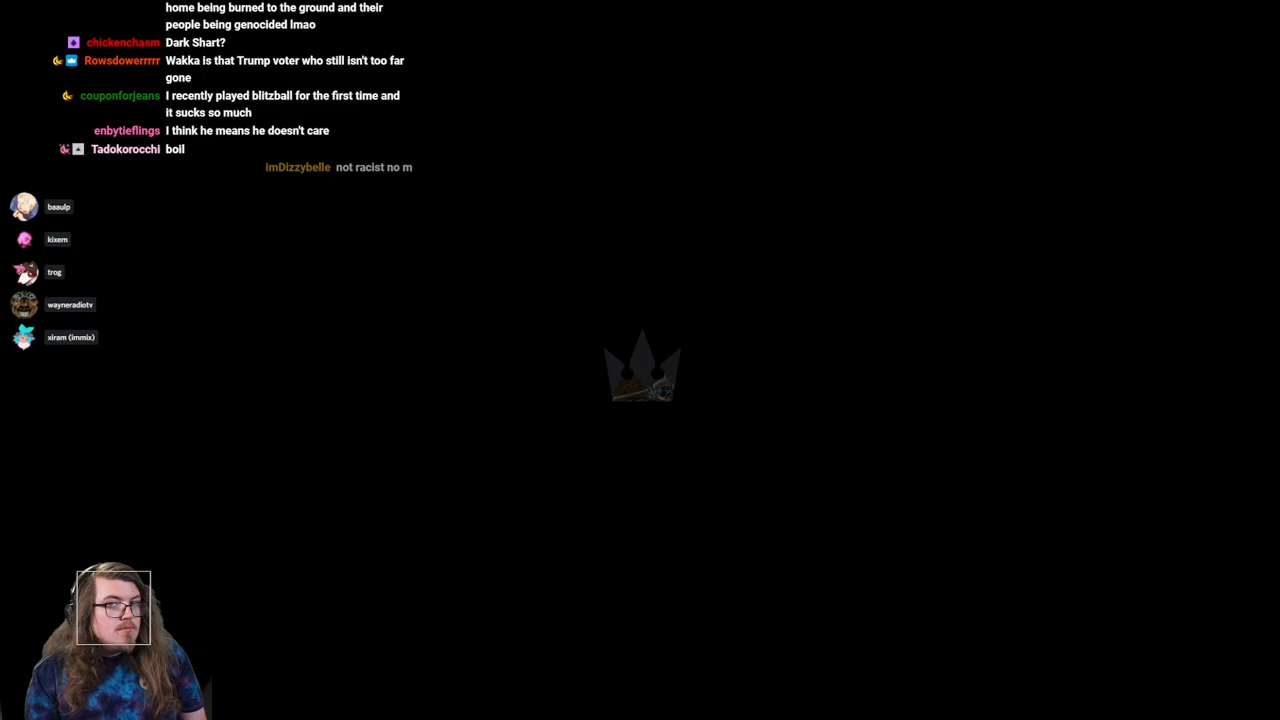 home being burned to the ground and their
people being genocided lmao
chickenchasm Dark Shart?
Rowsdowerrrrr Wakka is that Trump voter who still isn't too far
gone
couponforjeans I recently played blitzball for the first time and
it sucks so much
enbytieflings I think he means he doesn't care
Tadokorocchi boil
imDizzybelle not racist no m
baaulp
kixem
trog
wayneradiotv
xiram (immix)